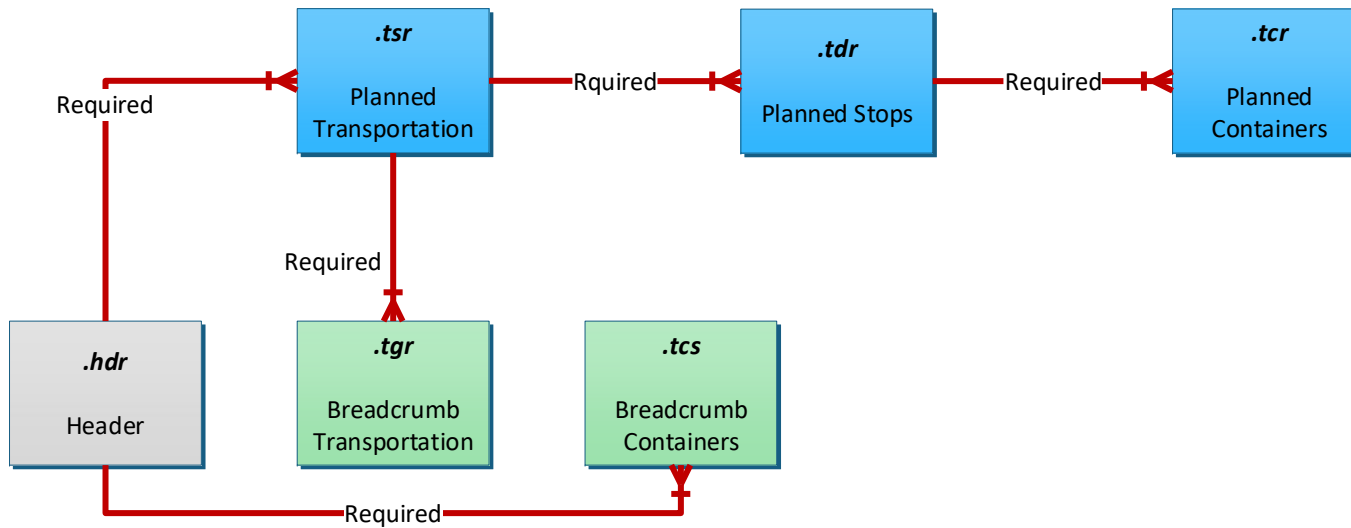 .tsr
Planned
Transportation
.tdr
Planned Stops
.tcr
Planned
Containers
Required
Rquired
Required
Required
.hdr
Header
.tgr
Breadcrumb
Transportation
.tcs
Breadcrumb
Containers
Required